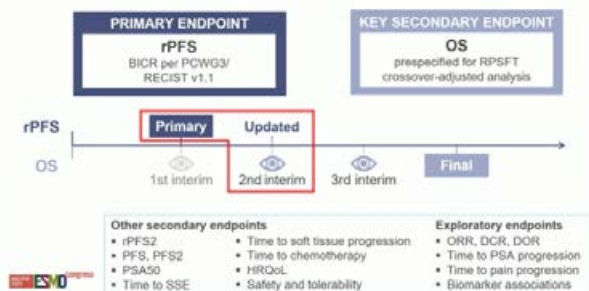 PRIMARY ENDPOINT
rPFS
BICR per PCWG3/
RECIST v1.1
KEY SECONDARY ENDPOINT
OS
prespecified for RPSFT
crossover-adjusted analysis
rPFS
Primary
Updated
OS
1st interim
2nd interim
3rd interim
Final
Other secondary endpoints
• rPFS2
• PFS, PFS2
• PSA50
• Time to SSE
• Time to soft tissue progression
• Time to chemotherapy
• HRQoL
• Safety and tolerability
Exploratory endpoints
• ORR, DCR, DOR
• Time to PSA progression
• Time to pain progression
• Biomarker associations
ESMO congress